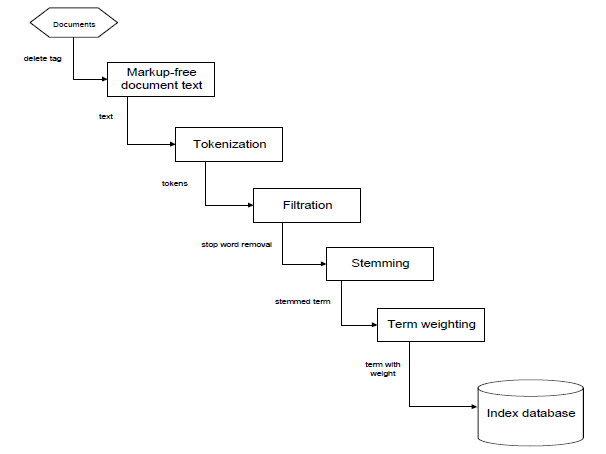 Documents
delete tag
Markup-free
document text
text
Tokenization
tokens
Filtration
stop word removal
Stemming
stemmed term
Term weighting
term with
weight
Index database